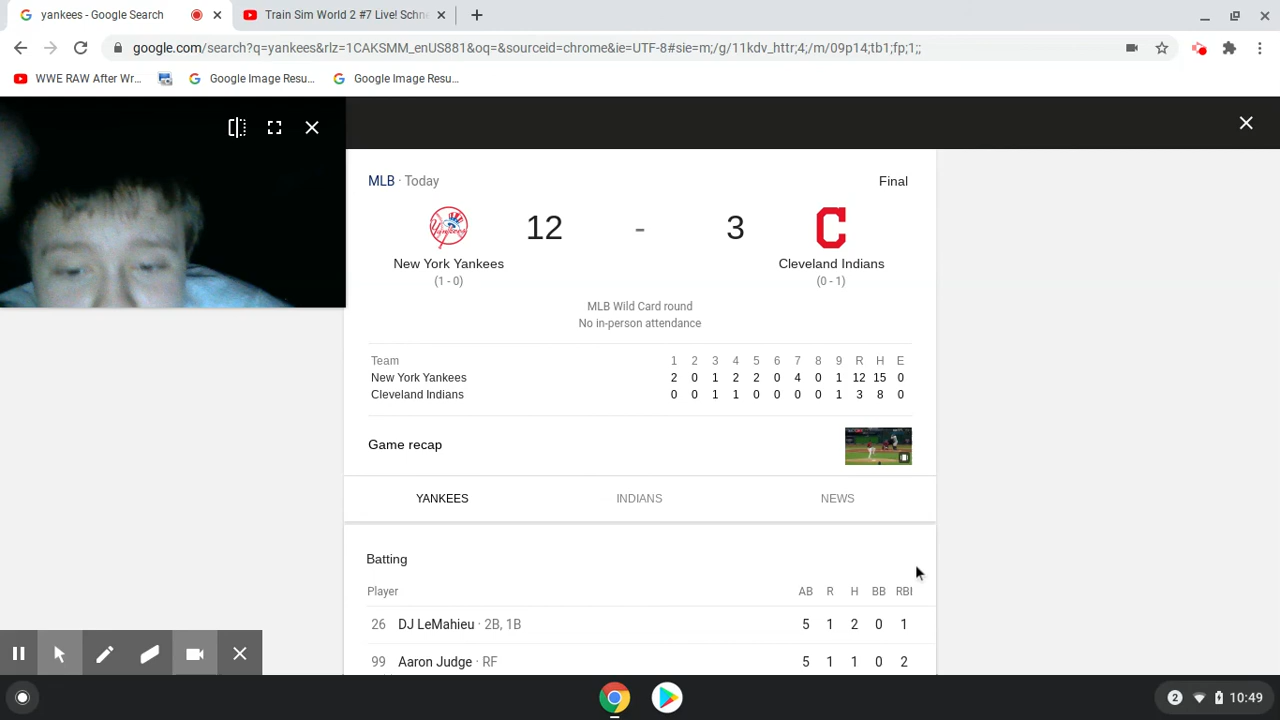 yankees - Google Search
Train Sim World 2 #7 Live! Schn
google.com/search?q=yankees&rlz=1CAKSMM_enUS881&oq=&sourceid=chrome&ie=UTF-8#sie=m;/g/11kdv_httr;4;/m/09p14;tb1;fp;1;;
WWE RAW After Wr... Google Image Resu... Google Image Resu...
MLB · Today Final
12 - 3
New York Yankees Cleveland Indians
(1 - 0) (0 - 1)
MLB Wild Card round
No in-person attendance
Team 1 2 3 4 5 6 7 8 9 R H E
New York Yankees 2 0 1 2 2 0 4 0 1 12 15 0
Cleveland Indians 0 0 1 1 0 0 0 0 1 3 8 0
Game recap
YANKEES INDIANS NEWS
Batting
Player AB R H BB RBI
26 DJ LeMahieu · 2B, 1B 5 1 2 0 1
99 Aaron Judge · RF 5 1 1 0 2
2 10:49